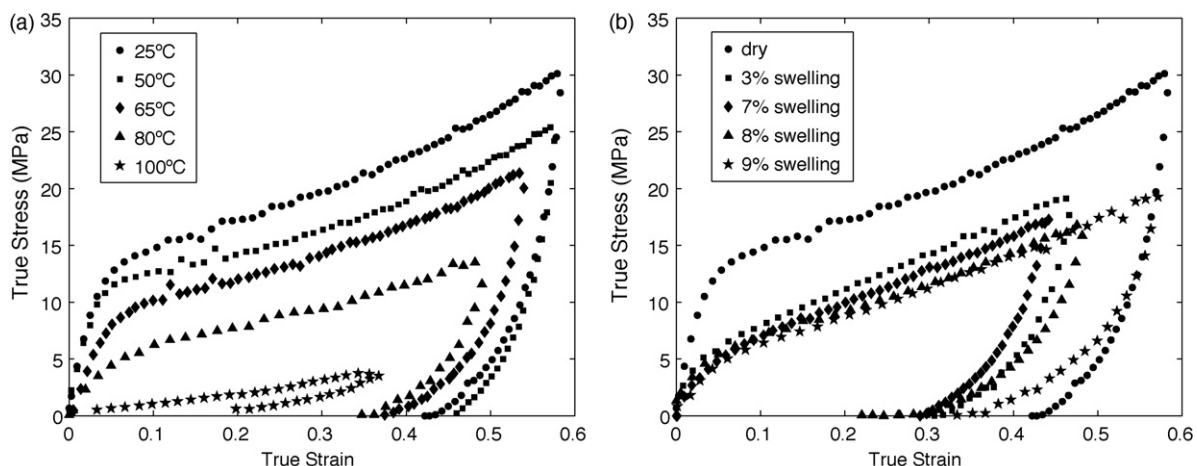 (a)
35
30
25
20
15
10
5
0
True Stress (MPa)
25ºC
50ºC
65ºC
80ºC
100ºC
0 0.1 0.2 0.3 0.4 0.5 0.6
True Strain
(b)
35
30
25
20
15
10
5
0
True Stress (MPa)
dry
3% swelling
7% swelling
8% swelling
9% swelling
0 0.1 0.2 0.3 0.4 0.5 0.6
True Strain